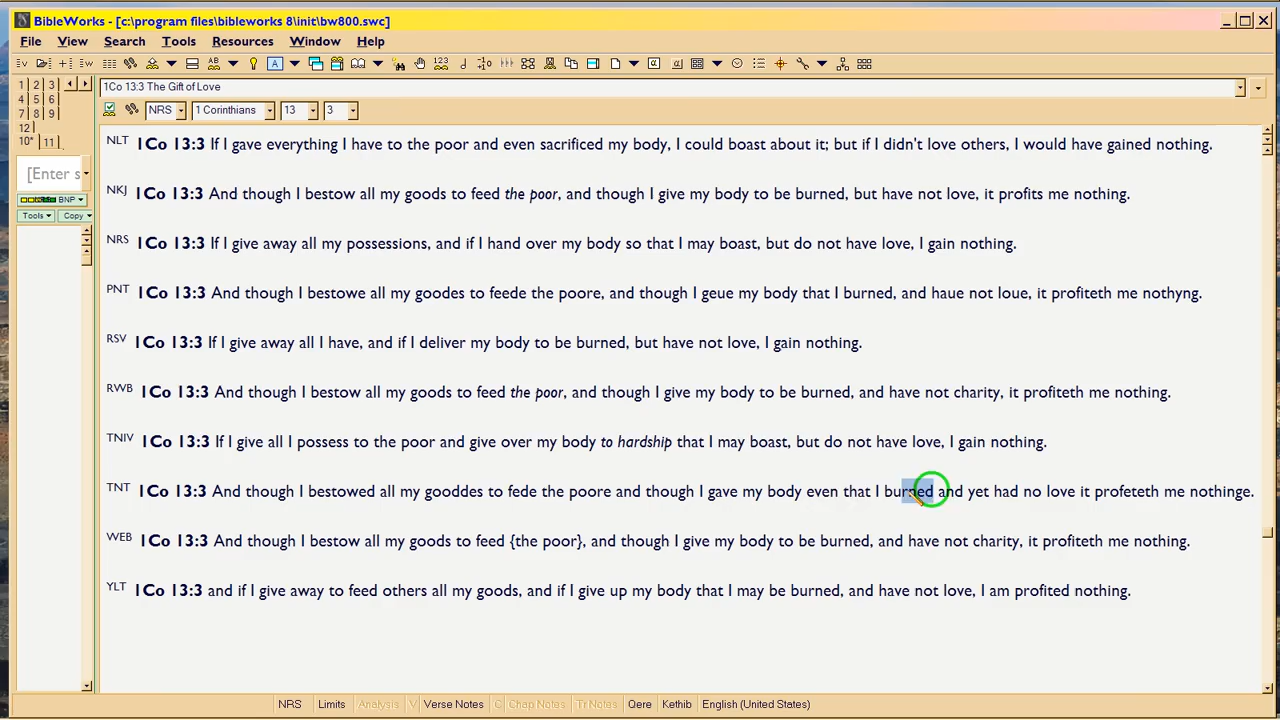 BibleWorks - [c:\program files\bibleworks 8\init\bw800.swc]
File View Search Tools Resources Window Help
1Co 13:3 The Gift of Love
NRS 1 Corinthians 13 3
1 2 3
4 5 6
7 8 9
12
10* 11
[Enter s
BNP
Tools Copy
NLT 1Co 13:3 If I gave everything I have to the poor and even sacrificed my body, I could boast about it; but if I didn't love others, I would have gained nothing.
NKJ 1Co 13:3 And though I bestow all my goods to feed the poor, and though I give my body to be burned, but have not love, it profits me nothing.
NRS 1Co 13:3 If I give away all my possessions, and if I hand over my body so that I may boast, but do not have love, I gain nothing.
PNT 1Co 13:3 And though I bestowe all my goodes to feede the poore, and though I geue my body that I burned, and haue not loue, it profiteth me nothyng.
RSV 1Co 13:3 If I give away all I have, and if I deliver my body to be burned, but have not love, I gain nothing.
RWB 1Co 13:3 And though I bestow all my goods to feed the poor, and though I give my body to be burned, and have not charity, it profiteth me nothing.
TNIV 1Co 13:3 If I give all I possess to the poor and give over my body to hardship that I may boast, but do not have love, I gain nothing.
TNT 1Co 13:3 And though I bestowed all my gooddes to fede the poore and though I gave my body even that I burned and yet had no love it profeteth me nothinge.
WEB 1Co 13:3 And though I bestow all my goods to feed {the poor}, and though I give my body to be burned, and have not charity, it profiteth me nothing.
YLT 1Co 13:3 and if I give away to feed others all my goods, and if I give up my body that I may be burned, and have not love, I am profited nothing.
NRS Limits Analysis V Verse Notes C Chap Notes Tr Notes Qere Kethib English (United States)